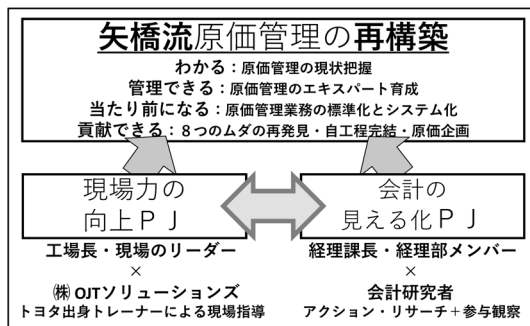 矢橋流原価管理の再構築
わかる：原価管理の現状把握
管理できる：原価管理のエキスパート育成
当たり前になる：原価管理業務の標準化とシステム化
貢献できる：８つのムダの再発見・自工程完結・原価企画
現場力の
向上ＰＪ
工場長・現場のリーダー
×
㈱OJTソリューションズ
トヨタ出身トレーナーによる現場指導
会計の
見える化ＰＪ
経理課長・経理部メンバー
×
会計研究者
アクション・リサーチ＋参与観察